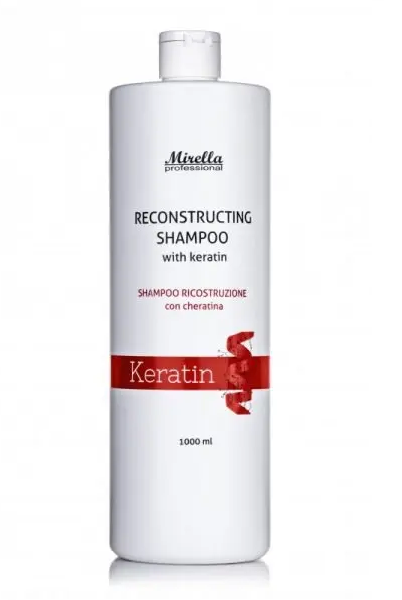 Mirella
professional
RECONSTRUCTING
SHAMPOO
with keratin
SHAMPOO RICOSTRUZIONE
con cheratina
Keratin
1000 ml